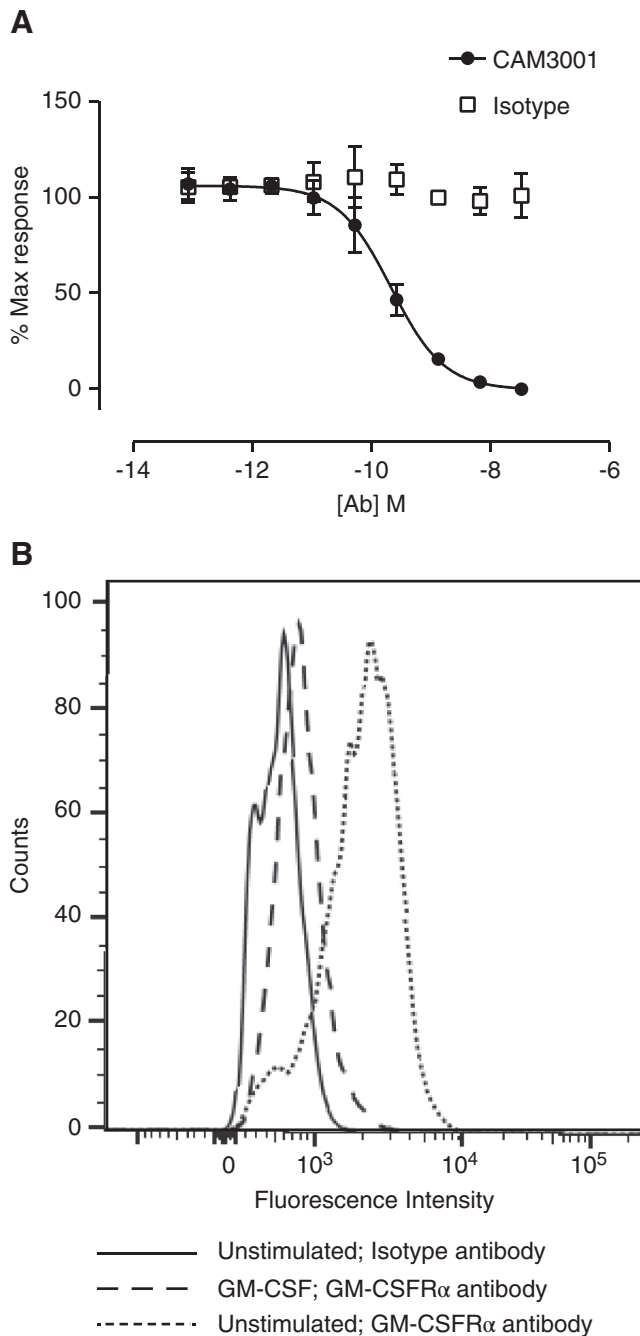 A
CAM3001
Isotype
% Max response
150
100
50
0
-14 -12 -10 -8 -6
[Ab] M
B
Counts
100
80
60
40
20
0
0 10³ 10⁴ 10⁵
Fluorescence Intensity
Unstimulated; Isotype antibody
GM-CSF; GM-CSFRα antibody
Unstimulated; GM-CSFRα antibody